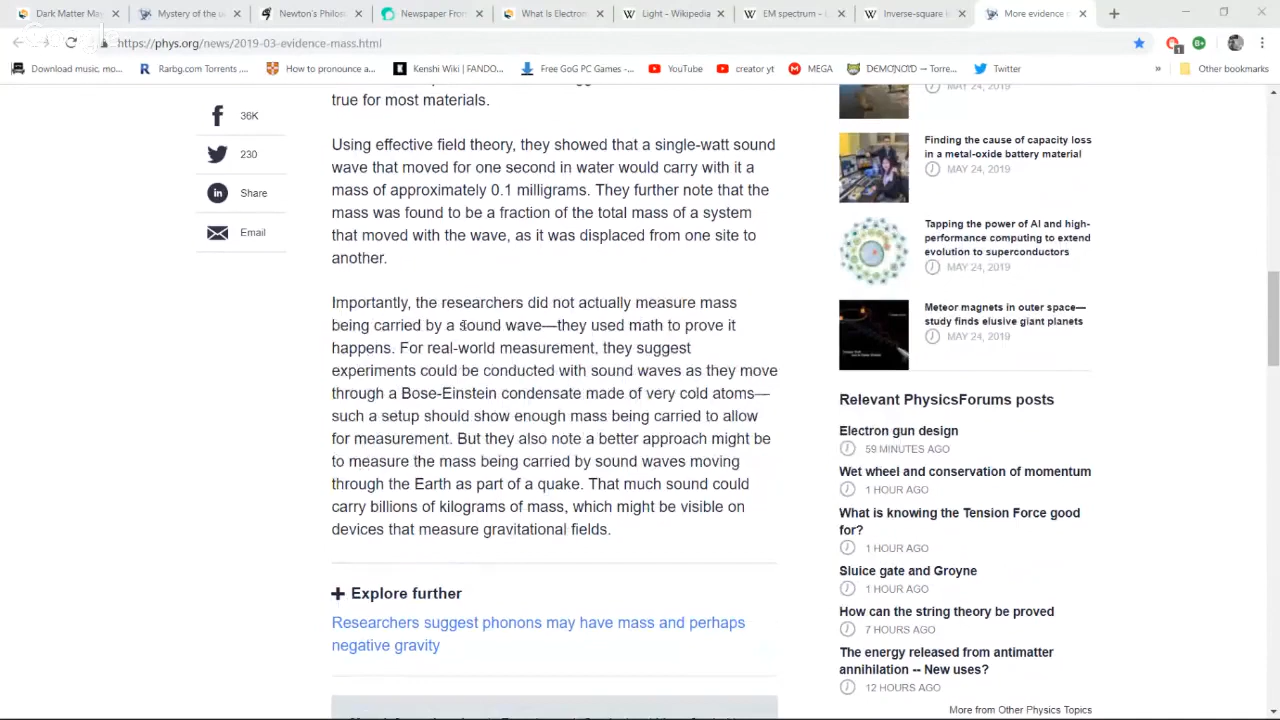 Dark Matter Ma
Mystery of the u
Newton's Philos
Newspaper From
What Is Electron
Light - Wikipedia
EM spectrum - L
Inverse-square l
More evidence n
https://phys.org/news/2019-03-evidence-mass.html
Download music, mo...
Rarbg.com Torrents ,...
How to pronounce a...
Kenshi Wiki | FANDO...
Free GoG PC Games -...
YouTube
creator yt
MEGA
DEMONOID – Torre...
Twitter
»
Other bookmarks
36K
Share
Email
true for most materials.
Using effective field theory, they showed that a single-watt sound
wave that moved for one second in water would carry with it a
mass of approximately 0.1 milligrams. They further note that the
mass was found to be a fraction of the total mass of a system
that moved with the wave, as it was displaced from one site to
another.
Importantly, the researchers did not actually measure mass
being carried by a sound wave—they used math to prove it
happens. For real-world measurement, they suggest
experiments could be conducted with sound waves as they move
through a Bose-Einstein condensate made of very cold atoms—
such a setup should show enough mass being carried to allow
for measurement. But they also note a better approach might be
to measure the mass being carried by sound waves moving
through the Earth as part of a quake. That much sound could
carry billions of kilograms of mass, which might be visible on
devices that measure gravitational fields.
Explore further
Researchers suggest phonons may have mass and perhaps
negative gravity
MAY 24, 2019
Finding the cause of capacity loss
in a metal-oxide battery material
MAY 24, 2019
Tapping the power of AI and high-
performance computing to extend
evolution to superconductors
MAY 24, 2019
Meteor magnets in outer space—
study finds elusive giant planets
MAY 24, 2019
Relevant PhysicsForums posts
Electron gun design
59 MINUTES AGO
Wet wheel and conservation of momentum
1 HOUR AGO
What is knowing the Tension Force good
for?
1 HOUR AGO
Sluice gate and Groyne
1 HOUR AGO
How can the string theory be proved
7 HOURS AGO
The energy released from antimatter
annihilation -- New uses?
12 HOURS AGO
More from Other Physics Topics